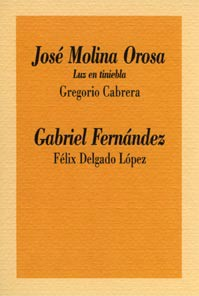 José Molina Orosa
Luz en tiniebla
Gregorio Cabrera
Gabriel Fernández
Félix Delgado López